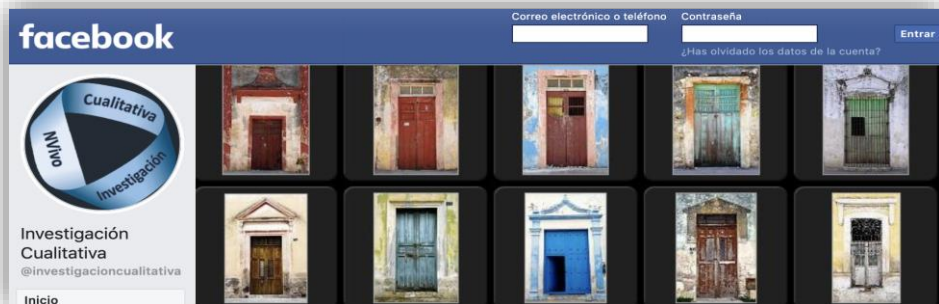 facebook
Correo electrónico o teléfono
Contraseña
Entrar
¿Has olvidado los datos de la cuenta?
Cualitativa
NVivo
Investigación
Investigación
Cualitativa
@investigacioncualitativa
Inicio